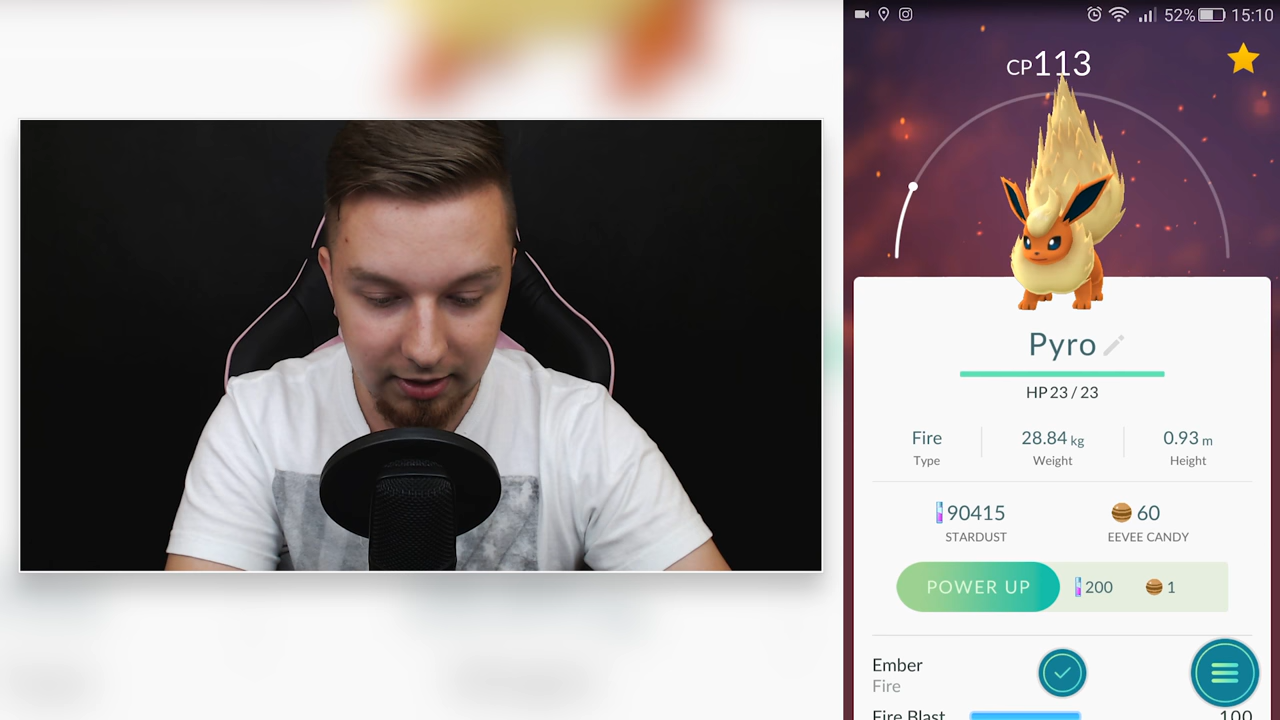 52% 15:10
CP113
Pyro
HP 23 / 23
Fire 28.84 kg 0.93 m
Type Weight Height
90415 60
STARDUST EEVEE CANDY
POWER UP 200 1
Ember
Fire
Fire Blast 100